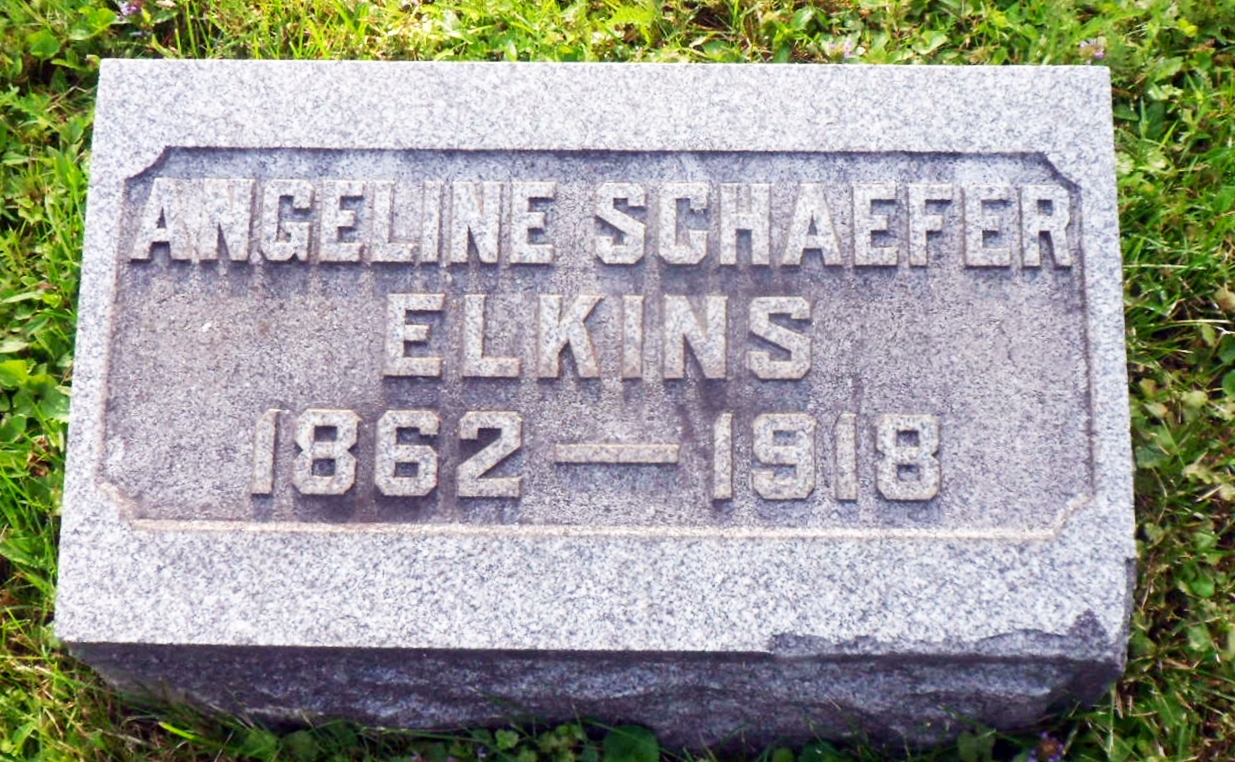 ANGELINE SCHAEFER
ELKINS
1862—1918